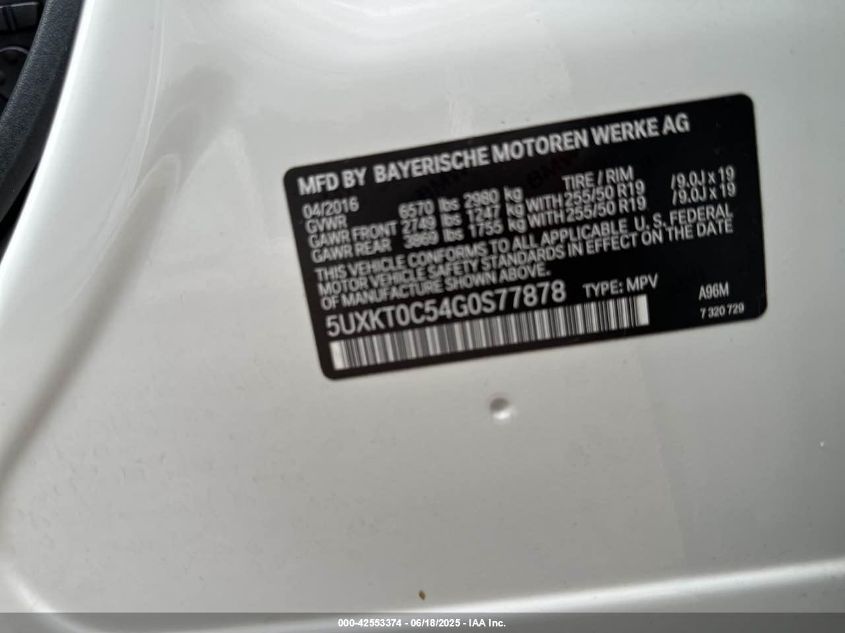 MFD BY BAYERISCHE MOTOREN WERKE AG
04/2016 TIRE / RIM
GVWR 6570 lbs 2980 kg
GAWR FRONT 2749 lbs 1247 kg WITH 255/50 R19 /9.0J x 19
GAWR REAR 3869 lbs 1755 kg WITH 255/50 R19 /9.0J x 19
THIS VEHICLE CONFORMS TO ALL APPLICABLE U.S. FEDERAL
MOTOR VEHICLE SAFETY STANDARDS IN EFFECT ON THE DATE
OF MANUFACTURE SHOWN ABOVE.
5UXKT0C54G0S77878 TYPE: MPV A96M
7 320 729
000-42553374 - 06/18/2025 - IAA Inc.